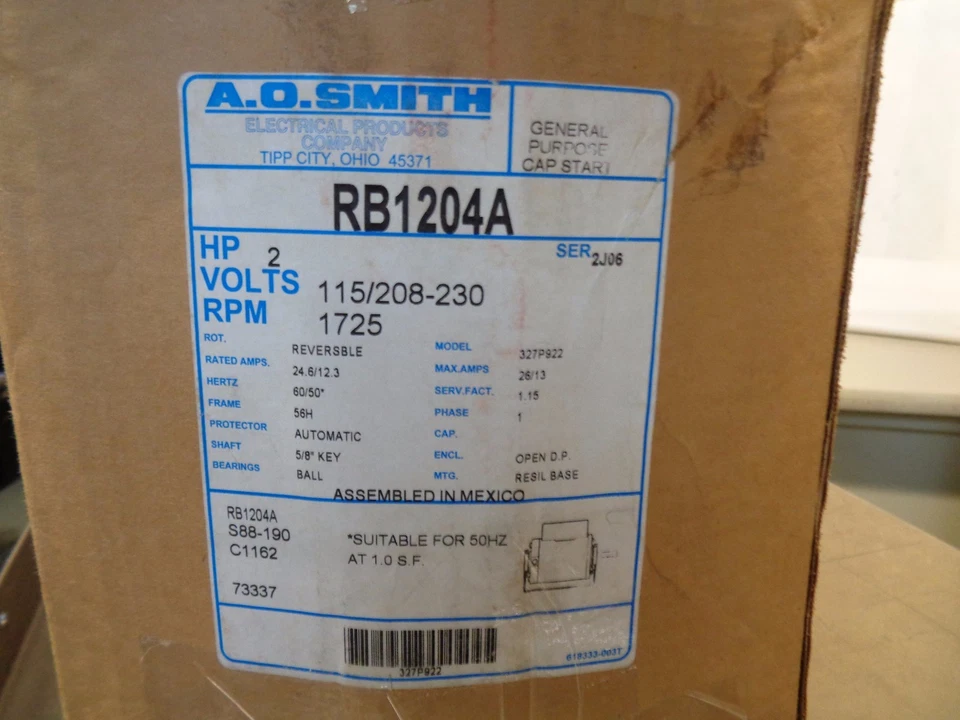 A.O.SMITH
ELECTRICAL PRODUCTS
COMPANY
TIPP CITY, OHIO 45371
GENERAL
PURPOSE
CAP START
RB1204A
HP 2
SER 2J06
VOLTS 115/208-230
RPM 1725
ROT. REVERSBLE
MODEL 327P922
RATED AMPS. 24.6/12.3
MAX.AMPS 26/13
HERTZ 60/50*
SERV.FACT. 1.15
FRAME 56H
PHASE 1
PROTECTOR AUTOMATIC
CAP.
SHAFT 5/8" KEY
ENCL. OPEN D.P.
BEARINGS BALL
MTG. RESIL BASE
ASSEMBLED IN MEXICO
RB1204A
S88-190
C1162
73337
*SUITABLE FOR 50HZ
AT 1.0 S.F.
327P922
619333-003T